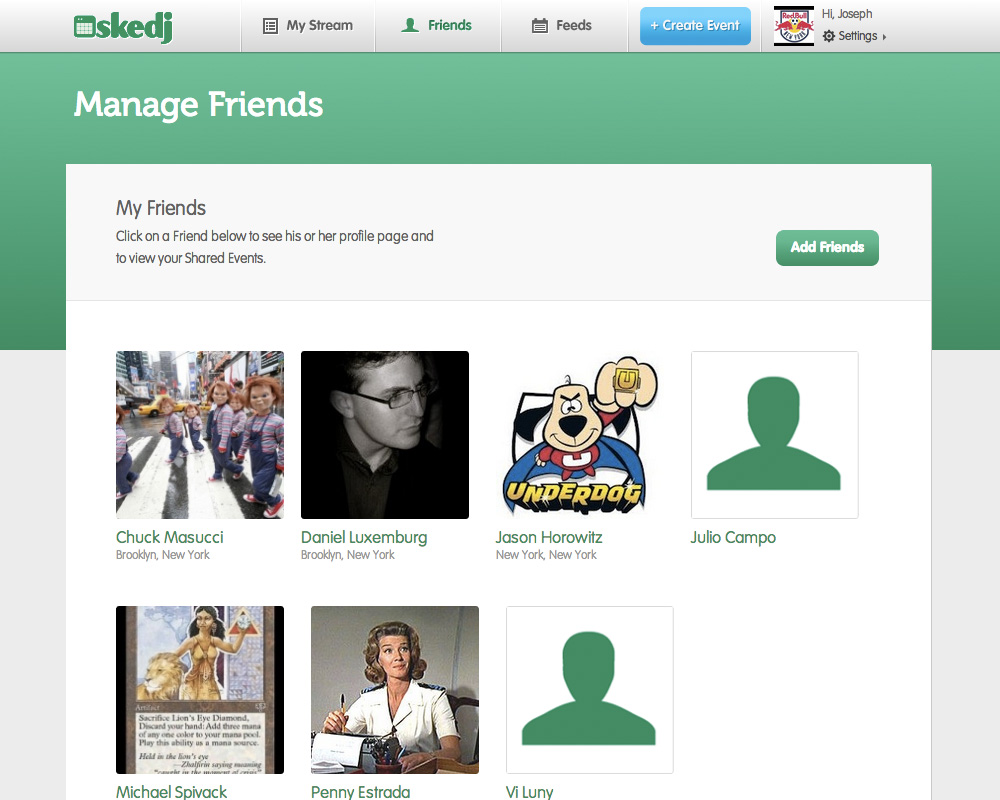 skedj
My Stream
Friends
Feeds
+ Create Event
Red Bull
NEW YORK
Hi, Joseph
Settings
Manage Friends
My Friends
Click on a Friend below to see his or her profile page and
to view your Shared Events.
Add Friends
U
U
UNDERDOG
Chuck Masucci
Brooklyn, New York
Daniel Luxemburg
Brooklyn, New York
Jason Horowitz
New York, New York
Julio Campo
Artifact
Sacrifice Lion's Eye Diamond,
Discard your hand: Add three mana
of any one color to your mana pool.
Play this ability as a mana source.
Held in the lion's eye
—Zhalfirin saying meaning
"caught in the moment of crisis"
Michael Spivack
Penny Estrada
Vi Luny